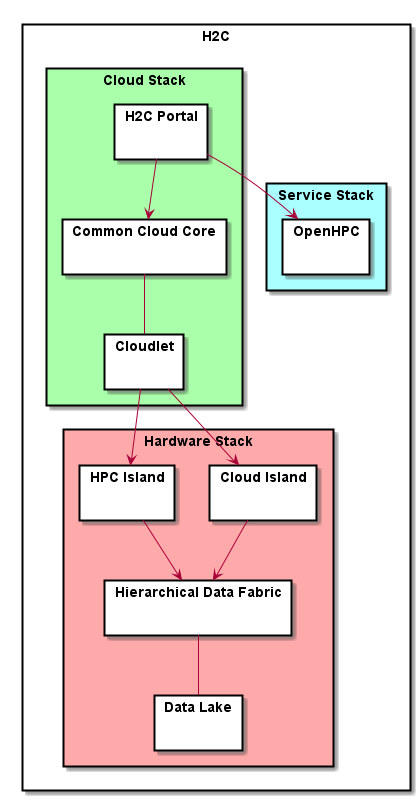 H2C
Cloud Stack
H2C Portal
Service Stack
Common Cloud Core
OpenHPC
Cloudlet
Hardware Stack
HPC Island
Cloud Island
Hierarchical Data Fabric
Data Lake